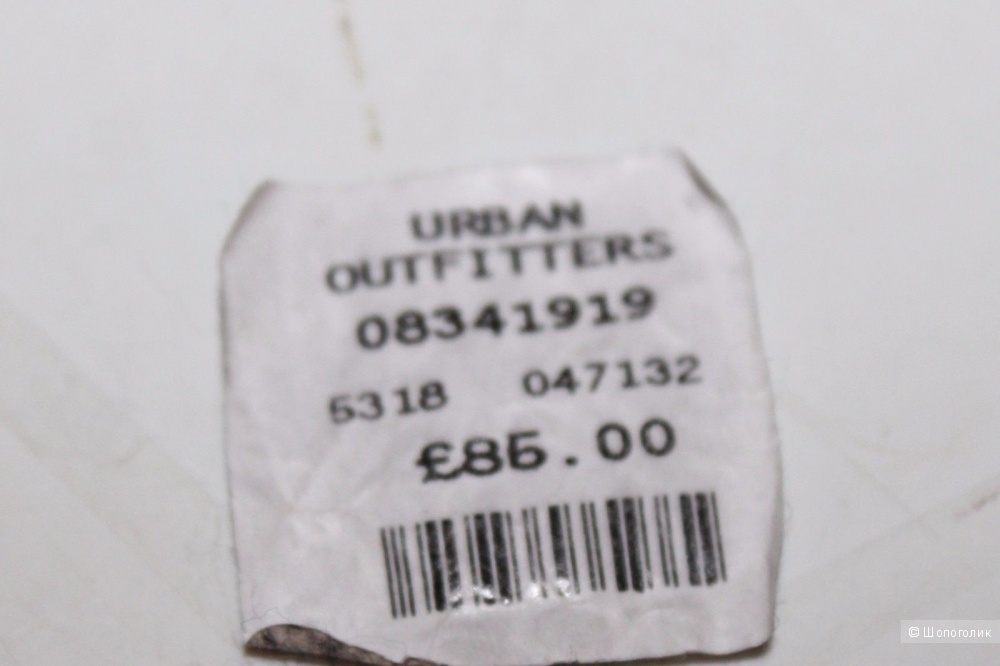 URBAN
OUTFITTERS
08341919
5318 047132
£85.00
© Шопоголик